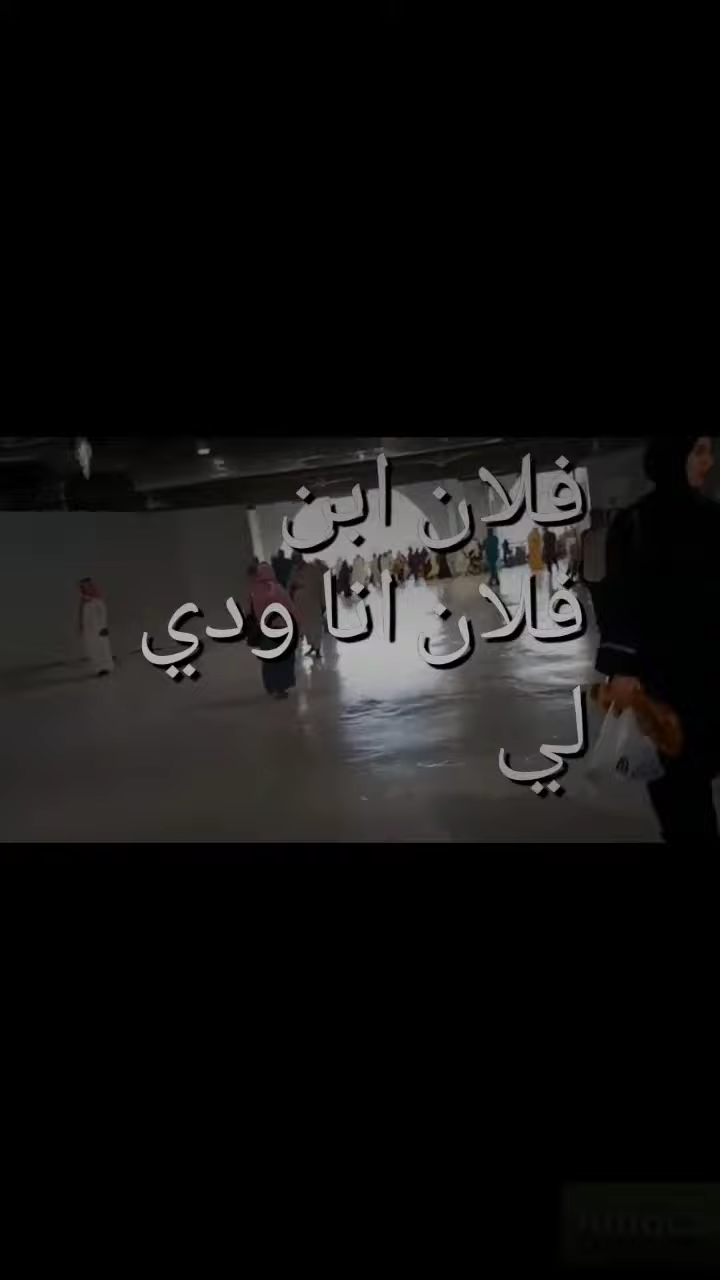 فلان ابن
فلان انا ودي
لي